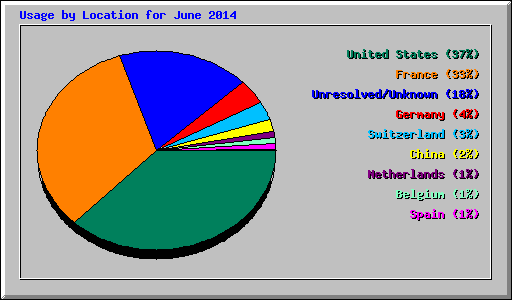 Usage by Location for June 2014
United States (37%)
France (33%)
Unresolved/Unknown (18%)
Germany (4%)
Switzerland (3%)
China (2%)
Netherlands (1%)
Belgium (1%)
Spain (1%)